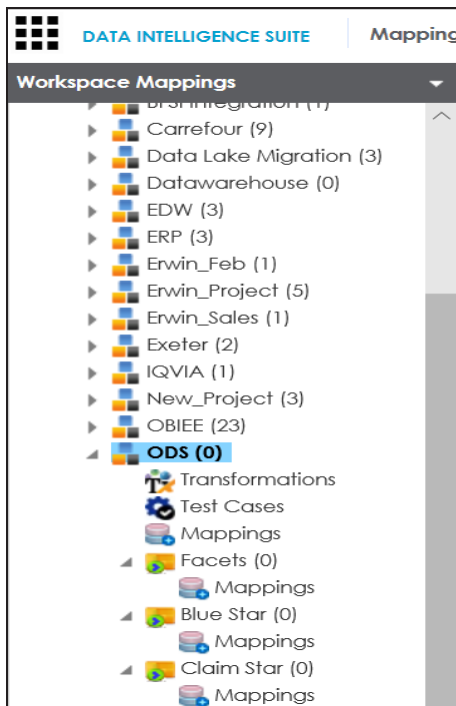 DATA INTELLIGENCE SUITE
Mapping
Workspace Mappings
Carrefour (9)
Data Lake Migration (3)
Datawarehouse (0)
EDW (3)
ERP (3)
Erwin_Feb (1)
Erwin_Project (5)
Erwin_Sales (1)
Exeter (2)
IQVIA (1)
New_Project (3)
OBIEE (23)
ODS (0)
Transformations
Test Cases
Mappings
Facets (0)
Mappings
Blue Star (0)
Mappings
Claim Star (0)
Mappings